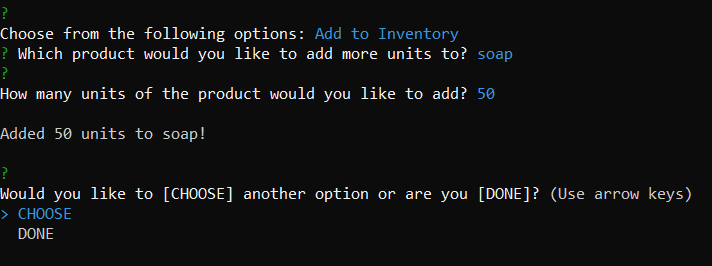 ?
Choose from the following options: Add to Inventory
? Which product would you like to add more units to? soap
?
How many units of the product would you like to add? 50
Added 50 units to soap!
?
Would you like to [CHOOSE] another option or are you [DONE]? (Use arrow keys)
> CHOOSE
DONE